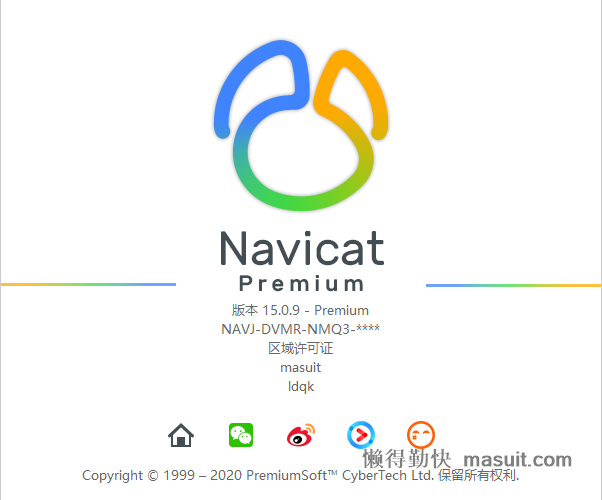 Navicat
Premium
版本 15.0.9 - Premium
NAVJ-DVMR-NMQ3-****
区域许可证
masuit
ldqk
懒得勤快 masuit.com
Copyright © 1999 – 2020 PremiumSoft™ CyberTech Ltd. 保留所有权利.